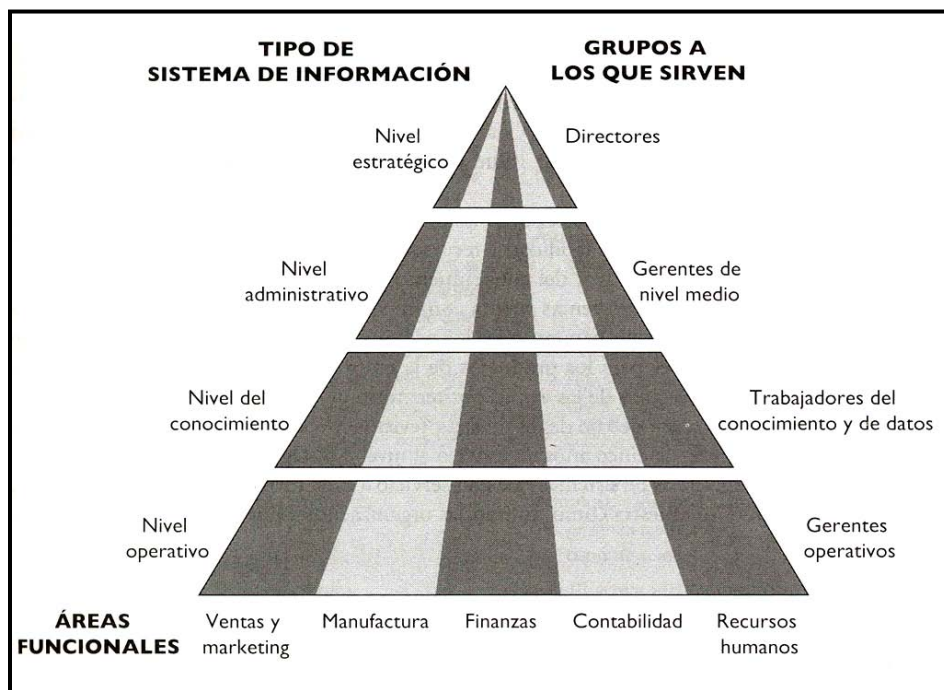 TIPO DE
SISTEMA DE INFORMACIÓN
GRUPOS A
LOS QUE SIRVEN
Nivel
estratégico
Directores
Nivel
administrativo
Gerentes de
nivel medio
Nivel del
conocimiento
Trabajadores del
conocimiento y de datos
Nivel
operativo
Gerentes
operativos
ÁREAS
FUNCIONALES
Ventas y
marketing
Manufactura
Finanzas
Contabilidad
Recursos
humanos